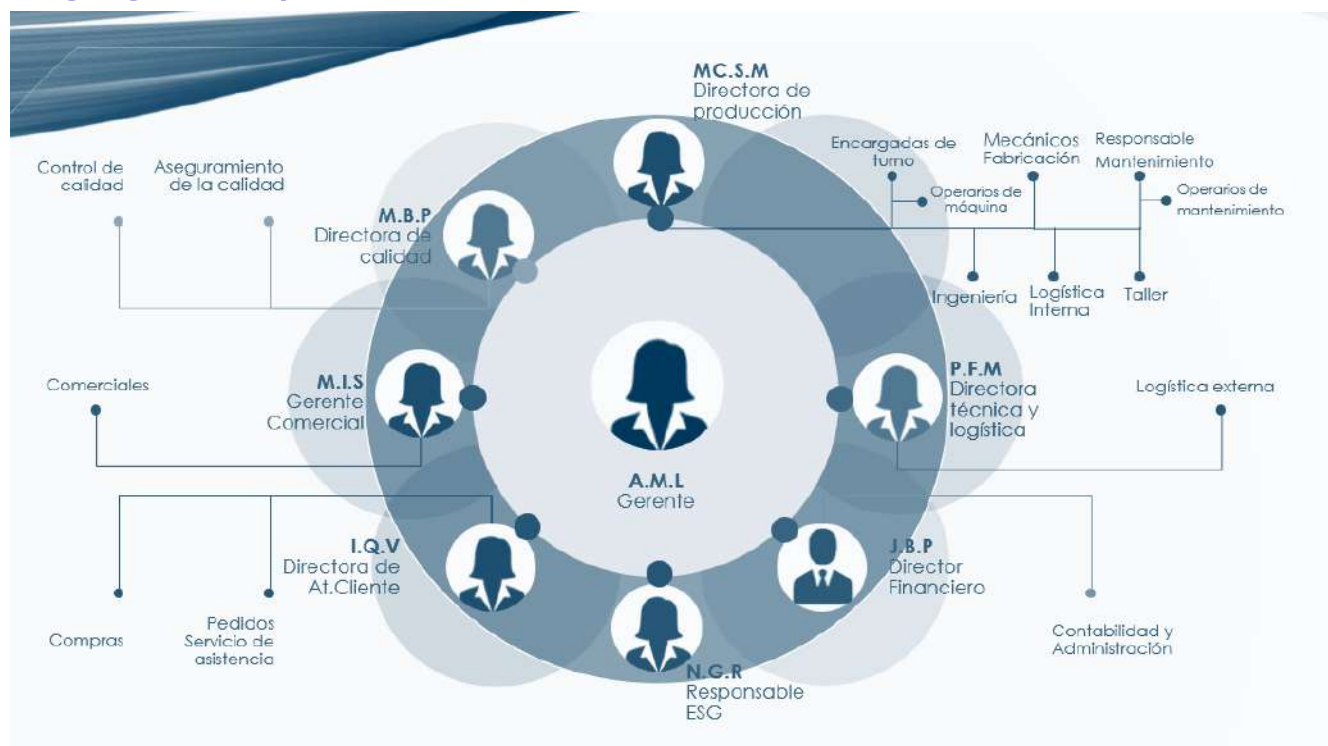 MC.S.M
Directora de
producción
Encargadas de
turno
Operarios de
máquina
Mecánicos
Fabricación
Responsable
Mantenimiento
Operarios de
mantenimiento
Ingeniería
Logística
Interna
Taller
Control de
calidad
Aseguramiento
de la calidad
M.B.P
Directora de
calidad
Comerciales
M.I.S
Gerente
Comercial
A.M.L
Gerente
P.F.M
Directora
técnica y
logística
Logística externa
I.Q.V
Directora de
At.Cliente
Compras
Pedidos
Servicio de
asistencia
J.B.P
Director
Financiero
Contabilidad y
Administración
N.G.R
Responsable
ESG